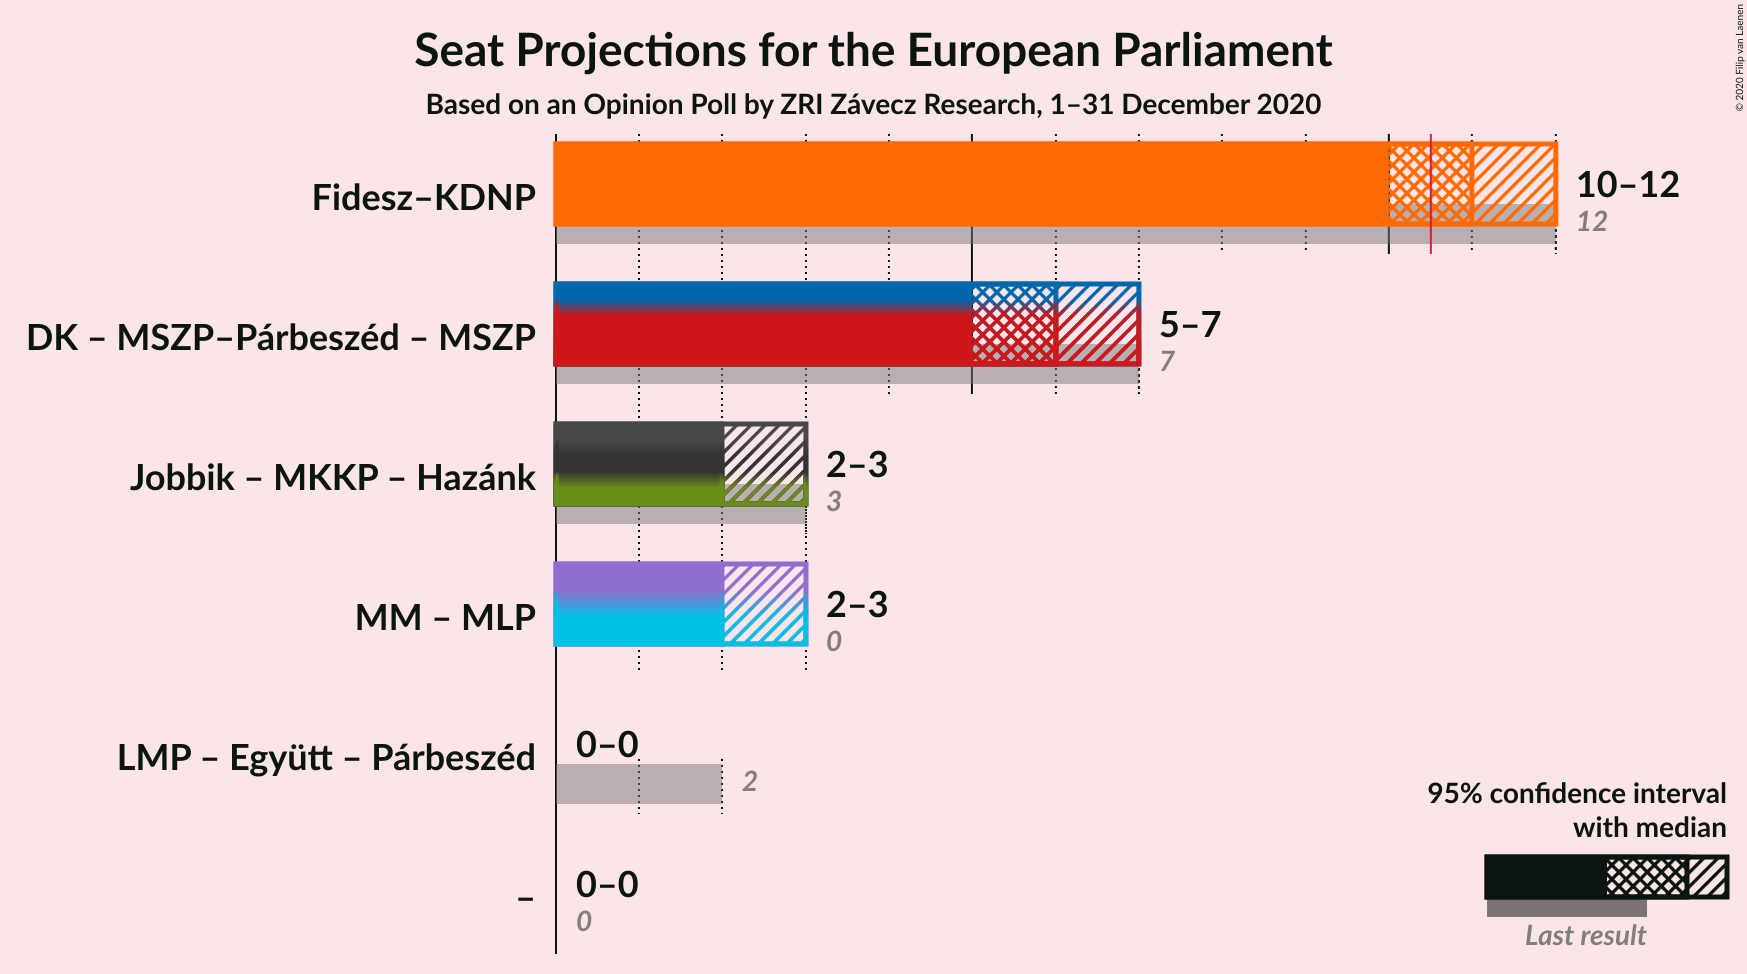 Seat Projections for the European Parliament
Based on an Opinion Poll by ZRI Závecz Research, 1–31 December 2020
© 2020 Filip van Laenen
Fidesz–KDNP
10–12
12
DK – MSZP–Párbeszéd – MSZP
5–7
7
Jobbik – MKKP – Hazánk
2–3
3
MM – MLP
2–3
0
LMP – Együtt – Párbeszéd
0–0
2
–
0–0
0
95% confidence interval
with median
Last result